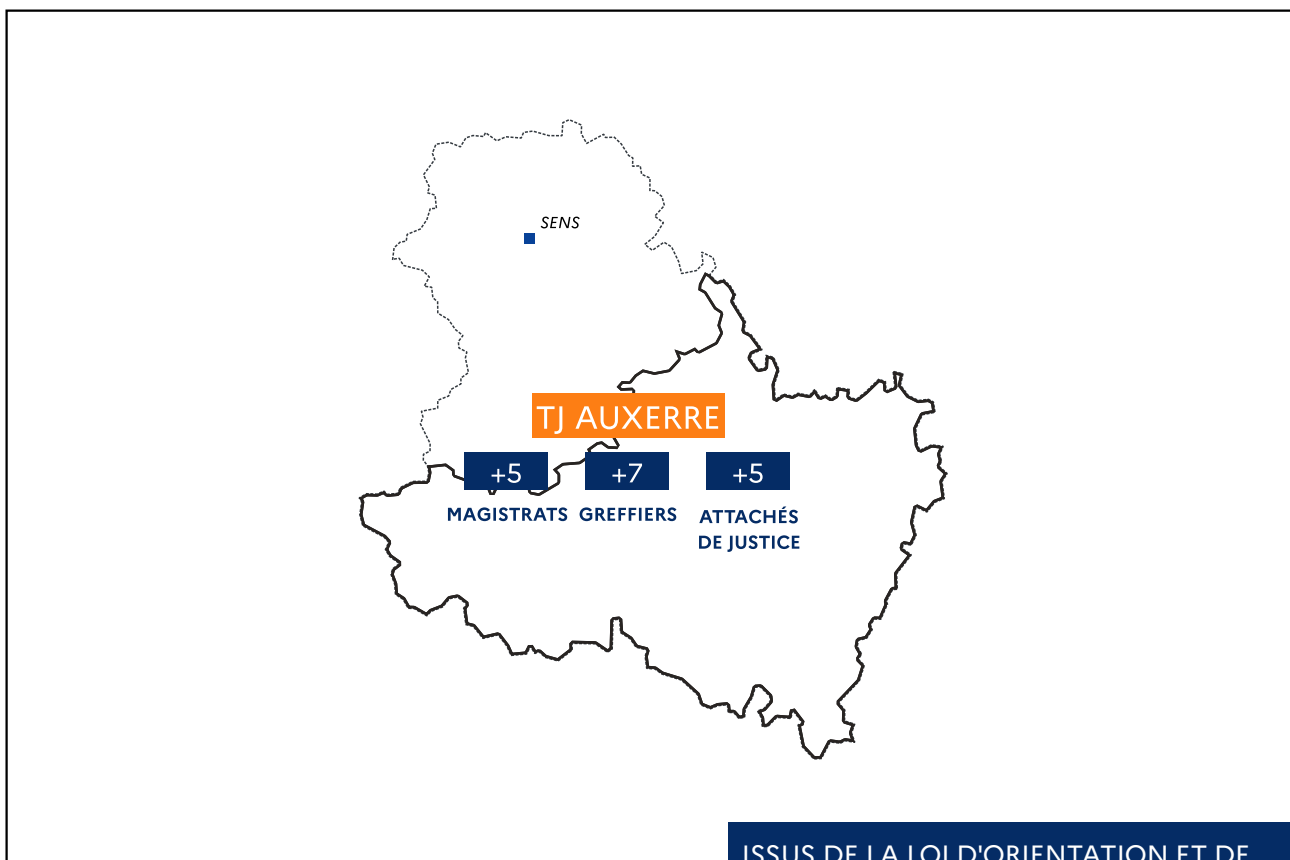 SENS
TJ AUXERRE
+5 +7 +5
MAGISTRATS GREFFIERS ATTACHÉS
DE JUSTICE
ISSUS DE LA LOI D'ORIENTATION ET DE